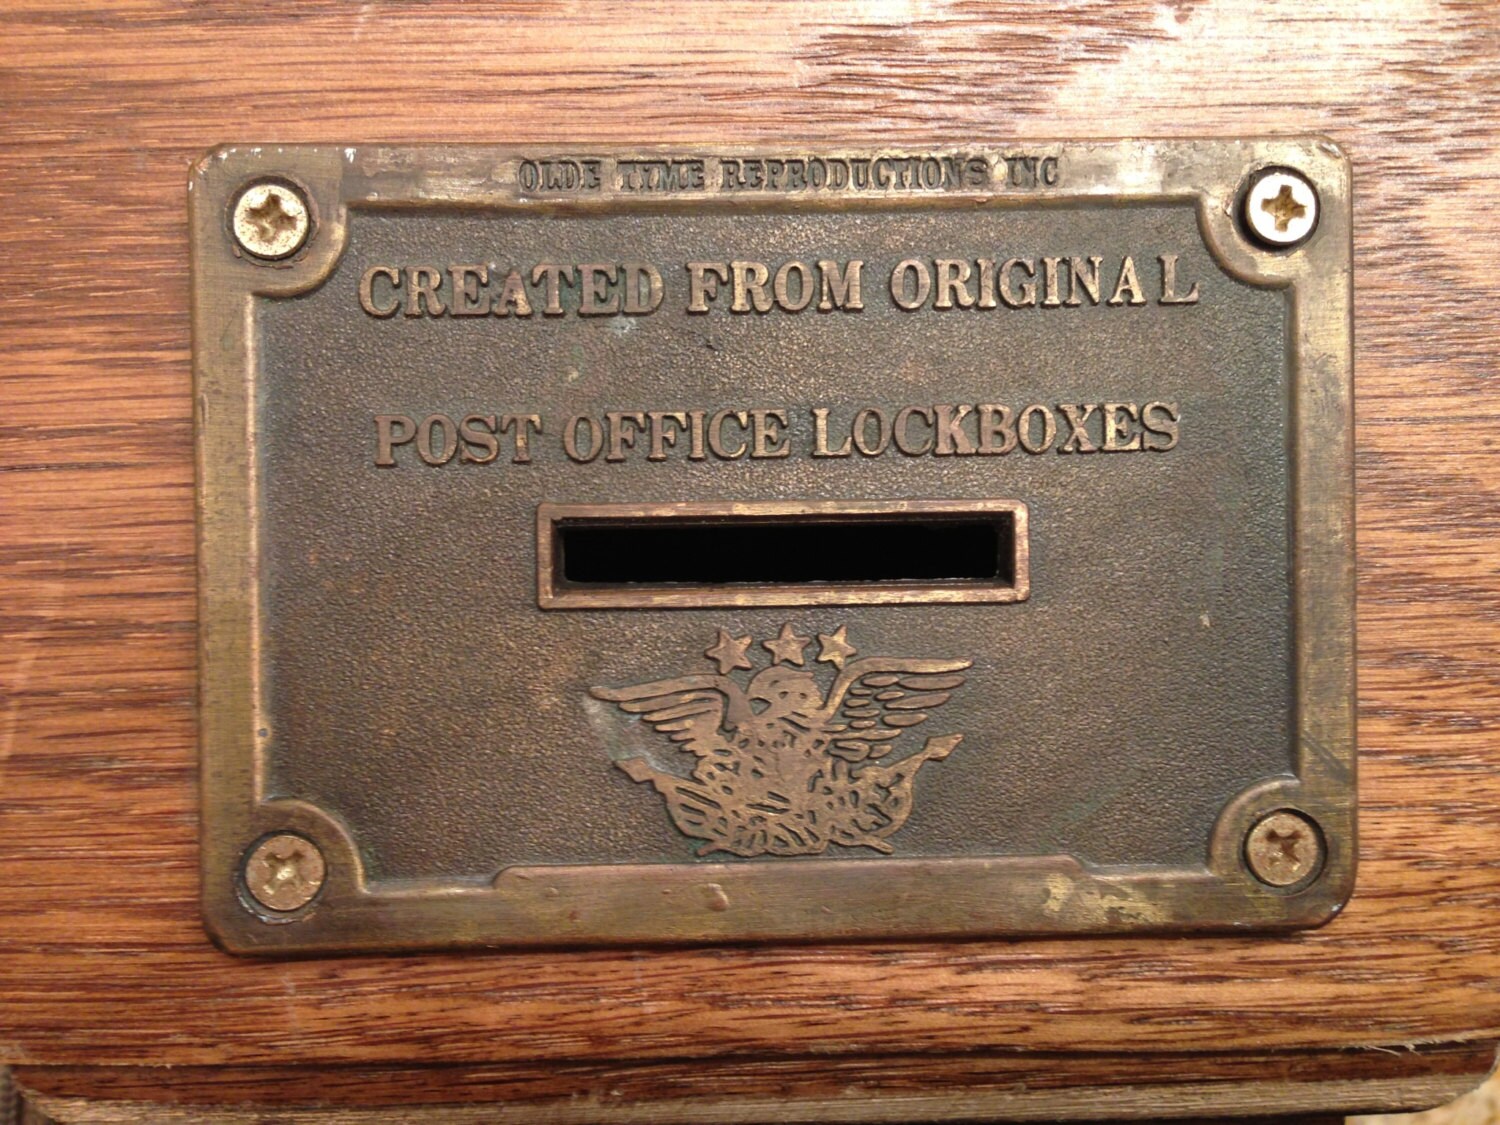 OLDE TYME REPRODUCTIONS INC
CREATED FROM ORIGINAL
POST OFFICE LOCKBOXES